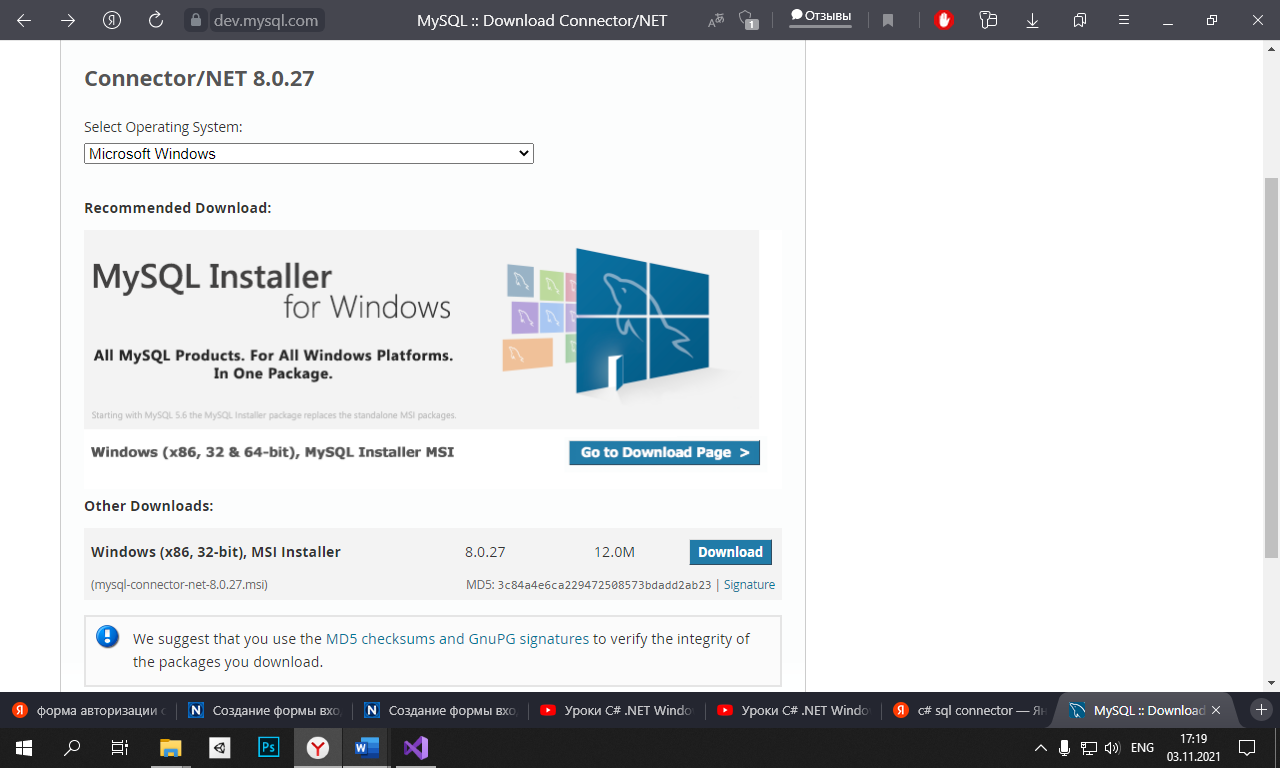 dev.mysql.com
MySQL :: Download Connector/NET
1
Отзывы
Connector/NET 8.0.27
Select Operating System:
Microsoft Windows
Recommended Download:
MySQL Installer
for Windows
All MySQL Products. For All Windows Platforms.
In One Package.
Starting with MySQL 5.6 the MySQL Installer package replaces the standalone MSI packages.
Windows (x86, 32 & 64-bit), MySQL Installer MSI
Go to Download Page >
Other Downloads:
Windows (x86, 32-bit), MSI Installer 8.0.27 12.0M Download
(mysql-connector-net-8.0.27.msi) MD5: 3c84a4e6ca229472508573bdadd2ab23 | Signature
We suggest that you use the MD5 checksums and GnuPG signatures to verify the integrity of
the packages you download.
форма авторизации с
Создание формы вхо
Создание формы вхо
Уроки C# .NET Windo
Уроки C# .NET Windo
c# sql connector — Ян
MySQL :: Download
ENG
17:19
03.11.2021